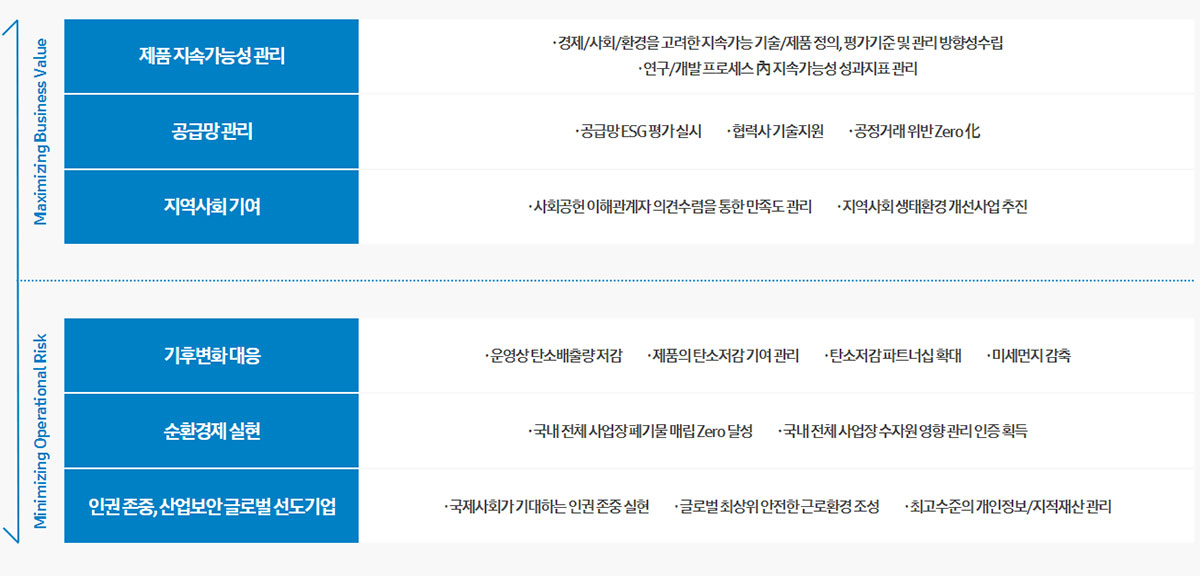 Maximizing Business Value
제품 지속가능성 관리
·경제/사회/환경을 고려한 지속가능 기술/제품 정의, 평가기준 및 관리 방향성수립
·연구/개발 프로세스 內 지속가능성 성과지표 관리
공급망 관리
·공급망 ESG 평가 실시 ·협력사 기술지원 ·공정거래 위반 Zero 化
지역사회 기여
·사회공헌 이해관계자 의견수렴을 통한 만족도 관리 ·지역사회 생태환경 개선사업 추진
Minimizing Operational Risk
기후변화 대응
·운영상 탄소배출량 저감 ·제품의 탄소저감 기여 관리 ·탄소저감 파트너십 확대 ·미세먼지 감축
순환경제 실현
·국내 전체 사업장 폐기물 매립 Zero 달성 ·국내 전체 사업장 수자원 영향 관리 인증 획득
인권 존중, 산업보안 글로벌 선도기업
·국제사회가 기대하는 인권 존중 실현 ·글로벌 최상위 안전한 근로환경 조성 ·최고수준의 개인정보/지적재산 관리